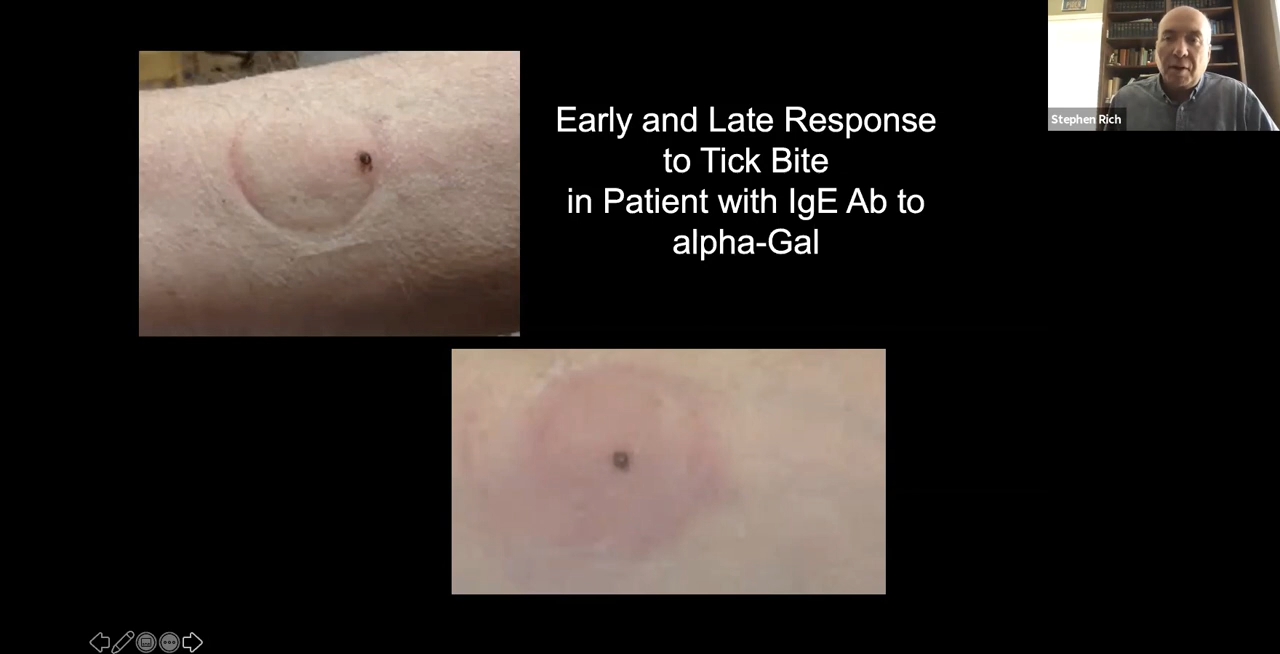 Early and Late Response
to Tick Bite
in Patient with IgE Ab to
alpha-Gal
Stephen Rich